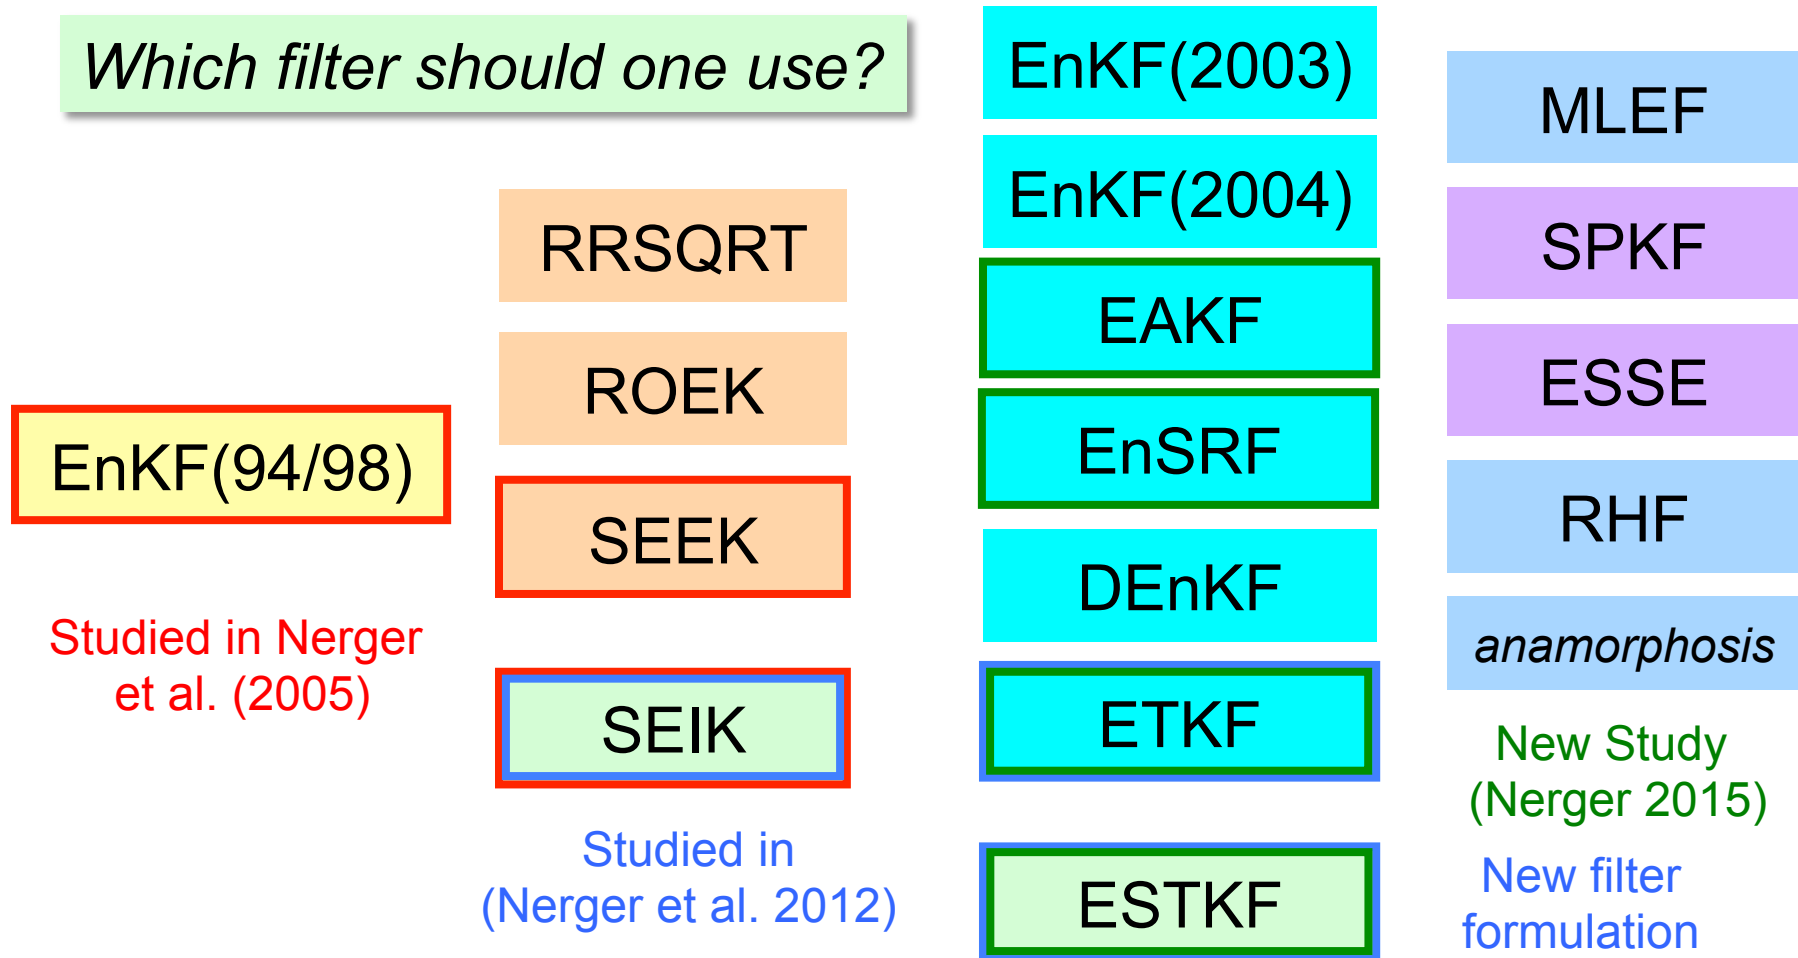 Which filter should one use?
EnKF(94/98)
Studied in Nerger
et al. (2005)
RRSQRT
ROEK
SEEK
SEIK
Studied in
(Nerger et al. 2012)
EnKF(2003)
EnKF(2004)
EAKF
EnSRF
DEnKF
ETKF
ESTKF
MLEF
SPKF
ESSE
RHF
anamorphosis
New Study
(Nerger 2015)
New filter
formulation